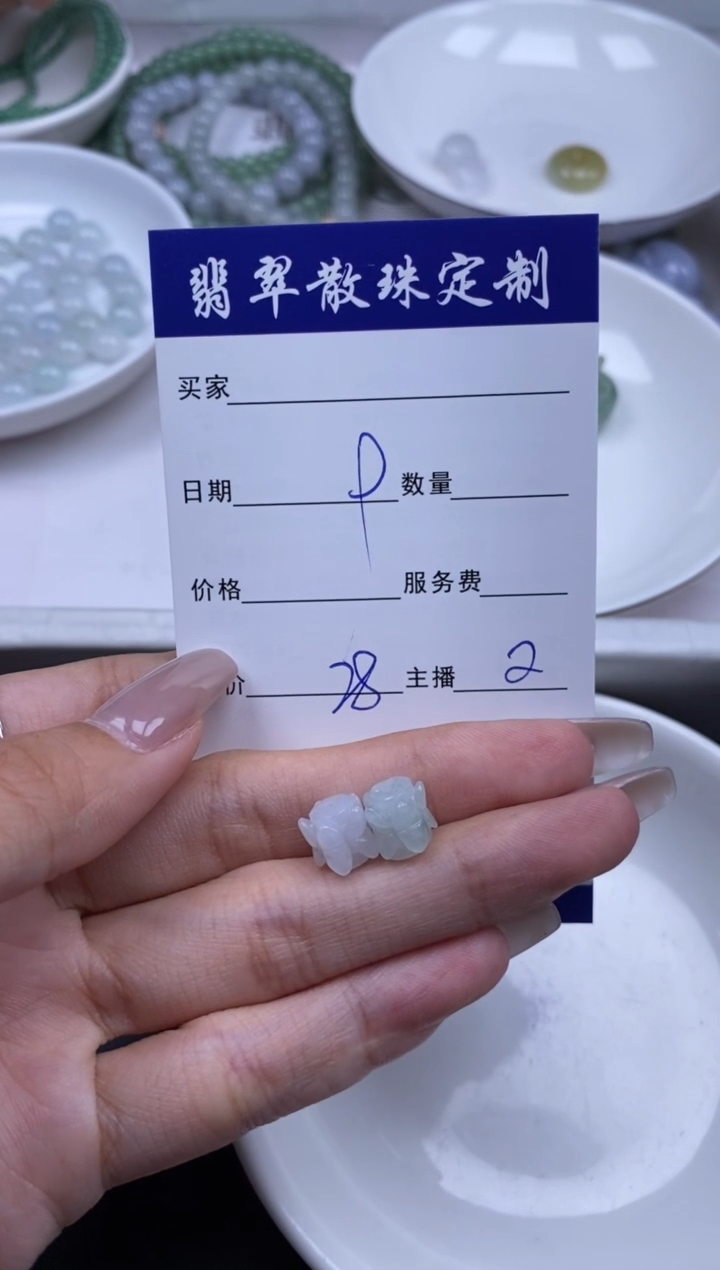 翡翠散珠定制
买家
日期 P 数量
价格 服务费
价 28 主播 2